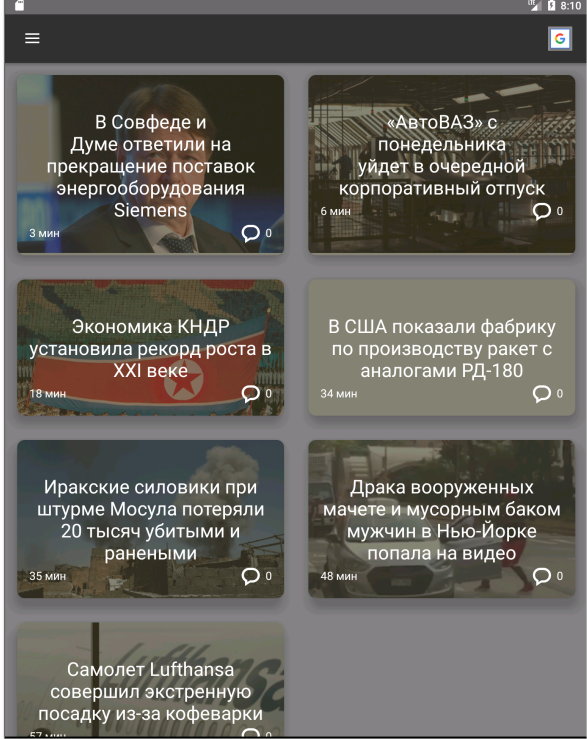 LTE 8:10
G
В Совфеде и
Думе ответили на
прекращение поставок
энергооборудования
Siemens
3 мин 0
«АвтоВАЗ» с
понедельника
уйдет в очередной
корпоративный отпуск
6 мин 0
Экономика КНДР
установила рекорд роста в
XXI веке
18 мин 0
В США показали фабрику
по производству ракет с
аналогами РД-180
34 мин 0
Иракские силовики при
штурме Мосула потеряли
20 тысяч убитыми и
ранеными
35 мин 0
Драка вооруженных
мачете и мусорным баком
мужчин в Нью-Йорке
попала на видео
48 мин 0
Самолет Lufthansa
совершил экстренную
посадку из-за кофеварки
57 мин 0